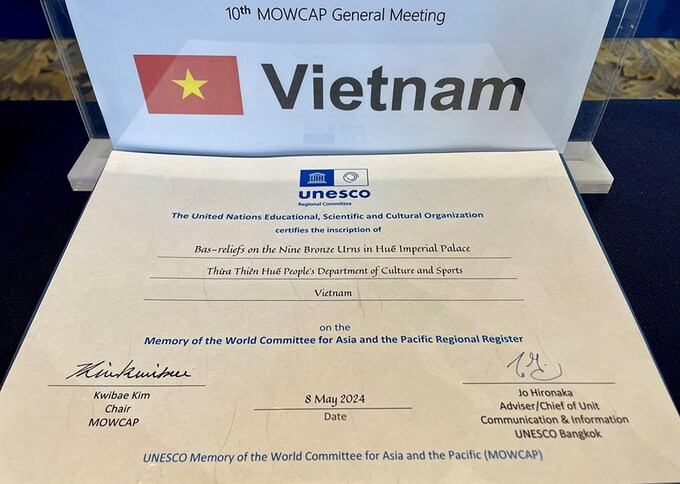 10th MOWCAP General Meeting
Vietnam
unesco
Regional Committee
The United Nations Educational, Scientific and Cultural Organization
certifies the inscription of
Bas-reliefs on the Nine Bronze Urns in Huế Imperial Palace
Thừa Thiên Huế People's Department of Culture and Sports
Vietnam
on the
Memory of the World Committee for Asia and the Pacific Regional Register
Kwibae Kim
Chair
MOWCAP
8 May 2024
Date
Jo Hironaka
Adviser/Chief of Unit
Communication & Information
UNESCO Bangkok
UNESCO Memory of the World Committee for Asia and the Pacific (MOWCAP)